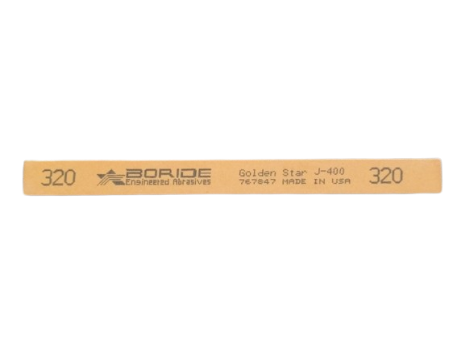 320
BORIDE
Engineered Abrasives
Golden Star J-400
767847 MADE IN USA
320